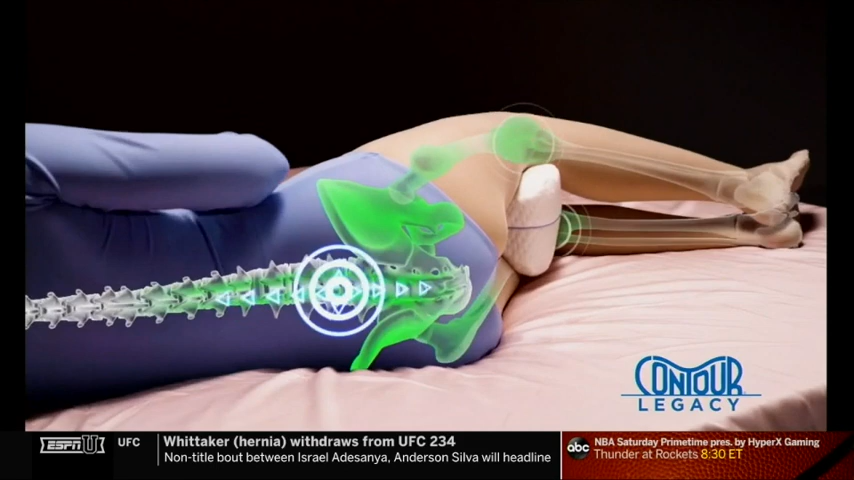 CONTOUR
LEGACY
ESPNU
UFC
Whittaker (hernia) withdraws from UFC 234
Non-title bout between Israel Adesanya, Anderson Silva will headline
abc
NBA Saturday Primetime pres. by HyperX Gaming
Thunder at Rockets 8:30 ET